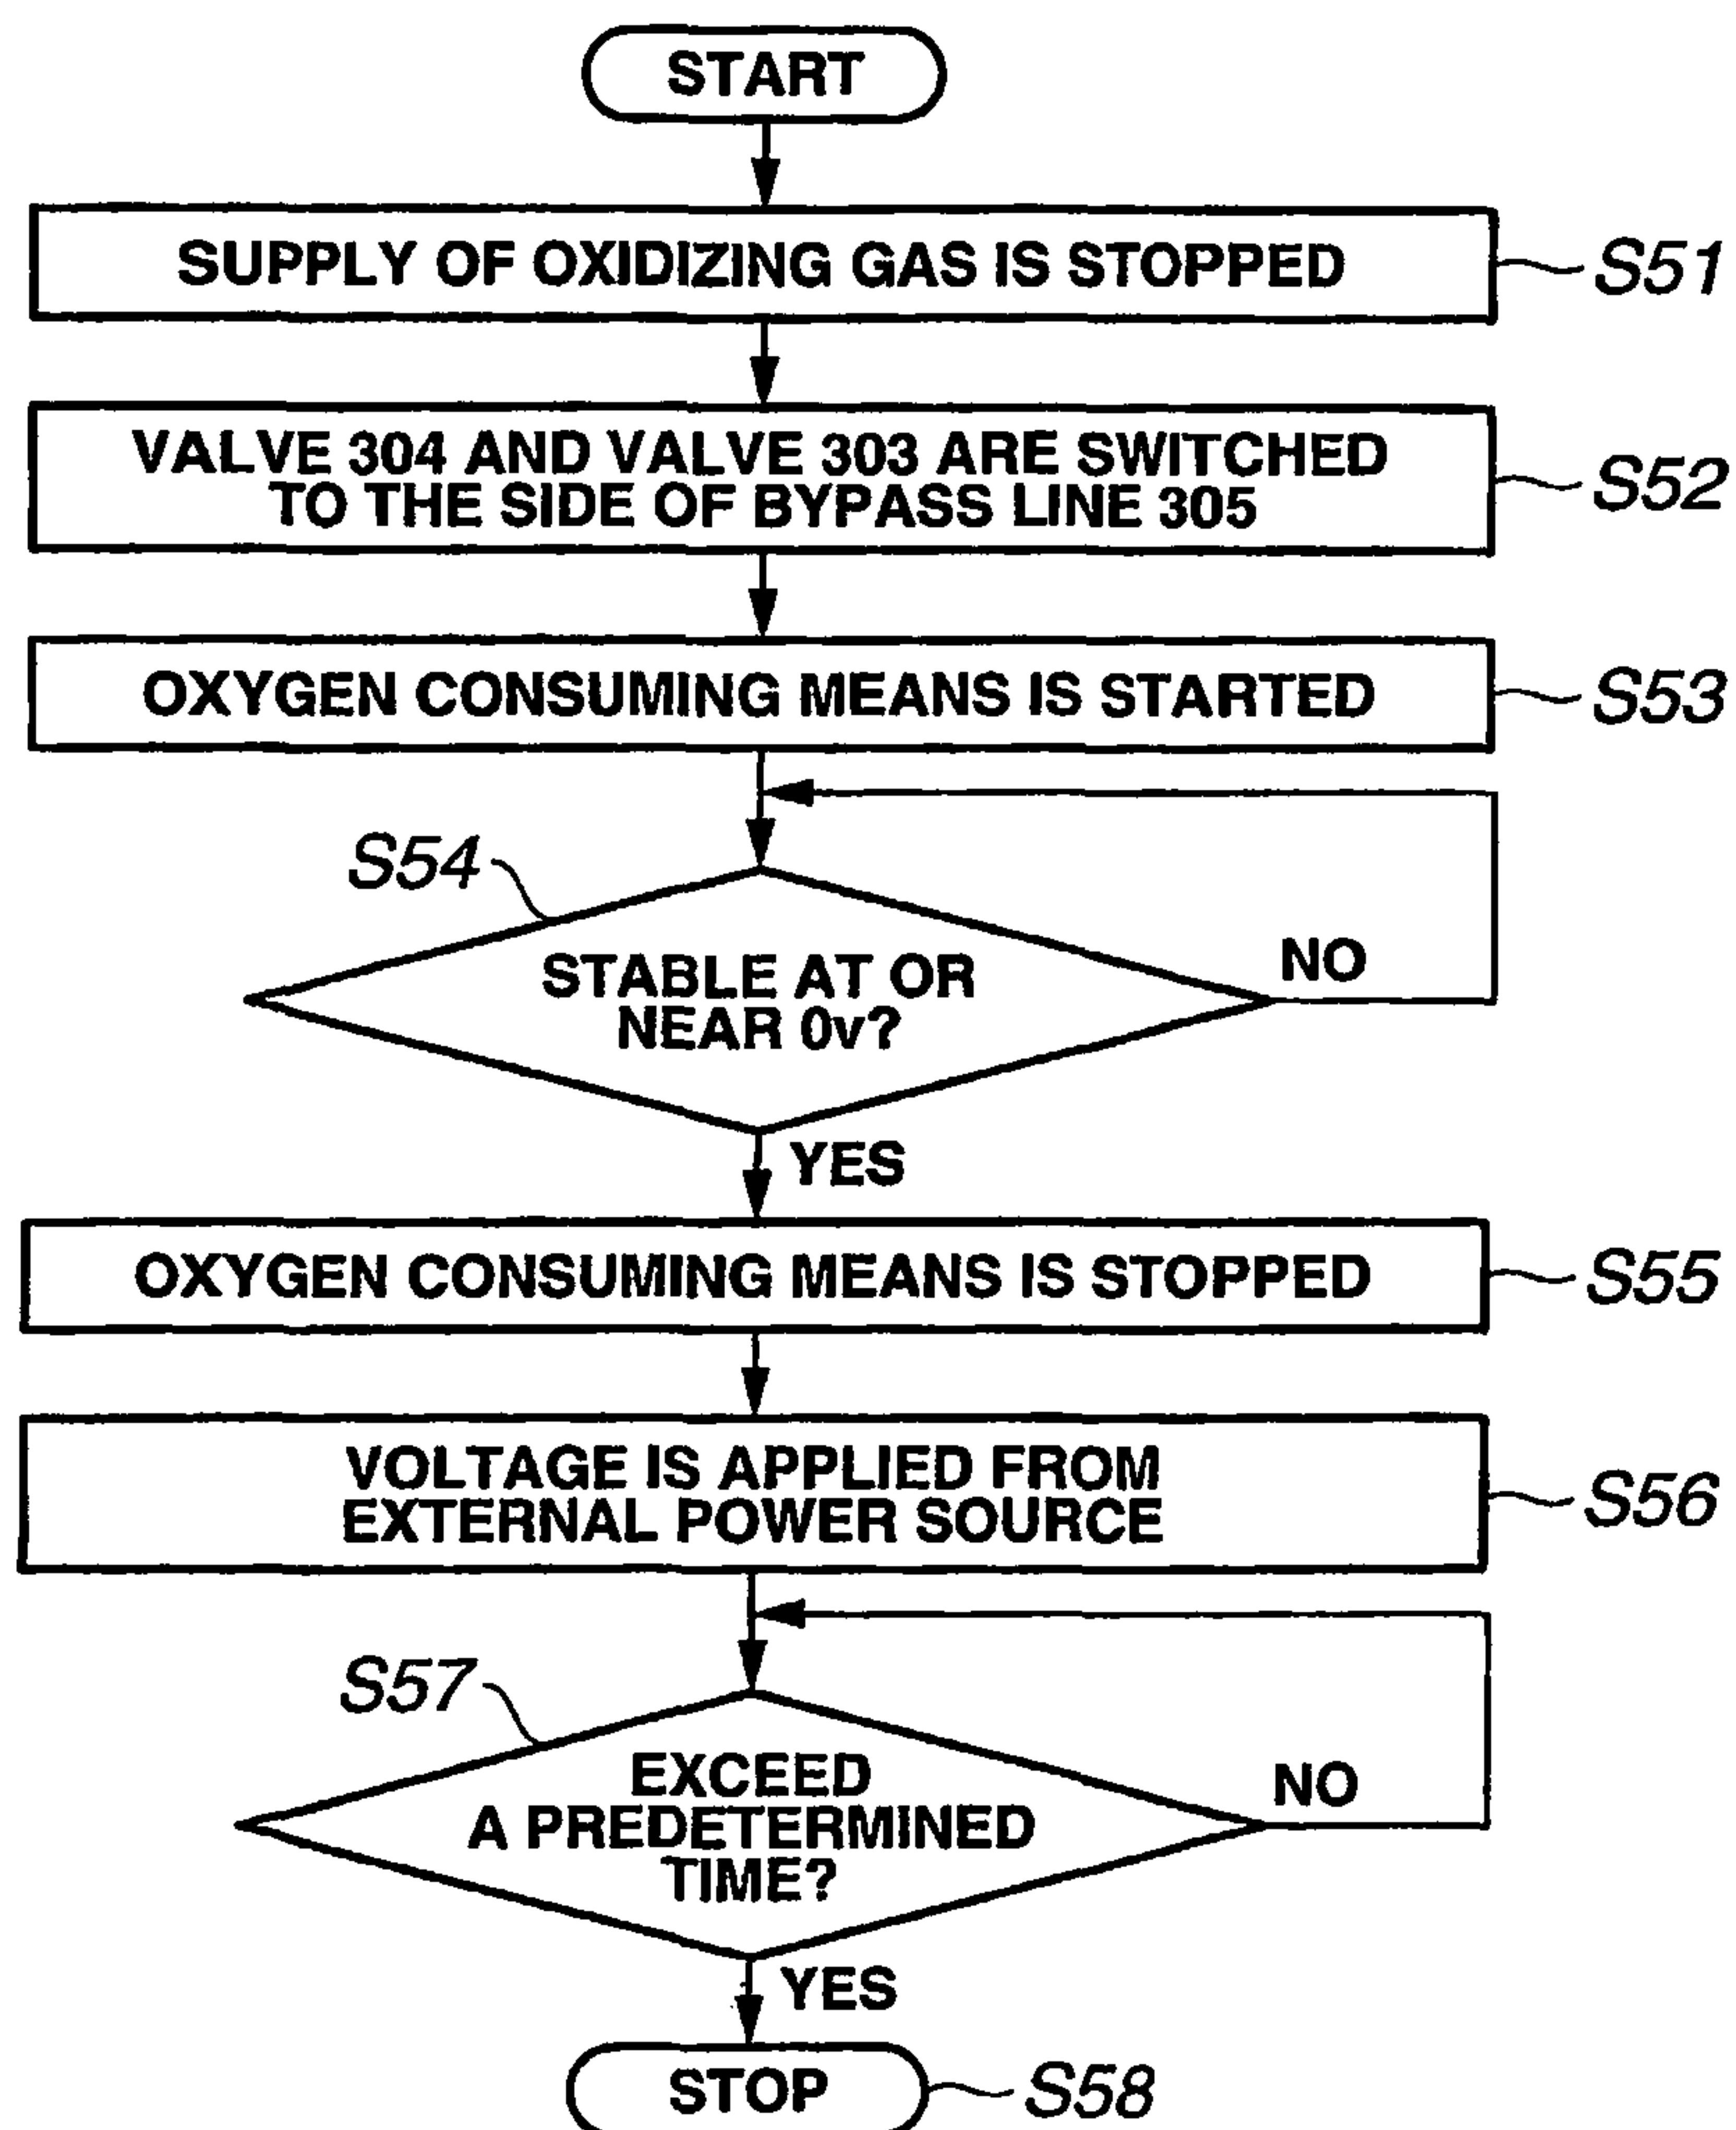 START
SUPPLY OF OXIDIZING GAS IS STOPPED
S51
VALVE 304 AND VALVE 303 ARE SWITCHED
TO THE SIDE OF BYPASS LINE 305
S52
OXYGEN CONSUMING MEANS IS STARTED
S53
S54
STABLE AT OR
NEAR 0v?
NO
YES
OXYGEN CONSUMING MEANS IS STOPPED
S55
VOLTAGE IS APPLIED FROM
EXTERNAL POWER SOURCE
S56
S57
EXCEED
A PREDETERMINED
TIME?
NO
YES
STOP
S58